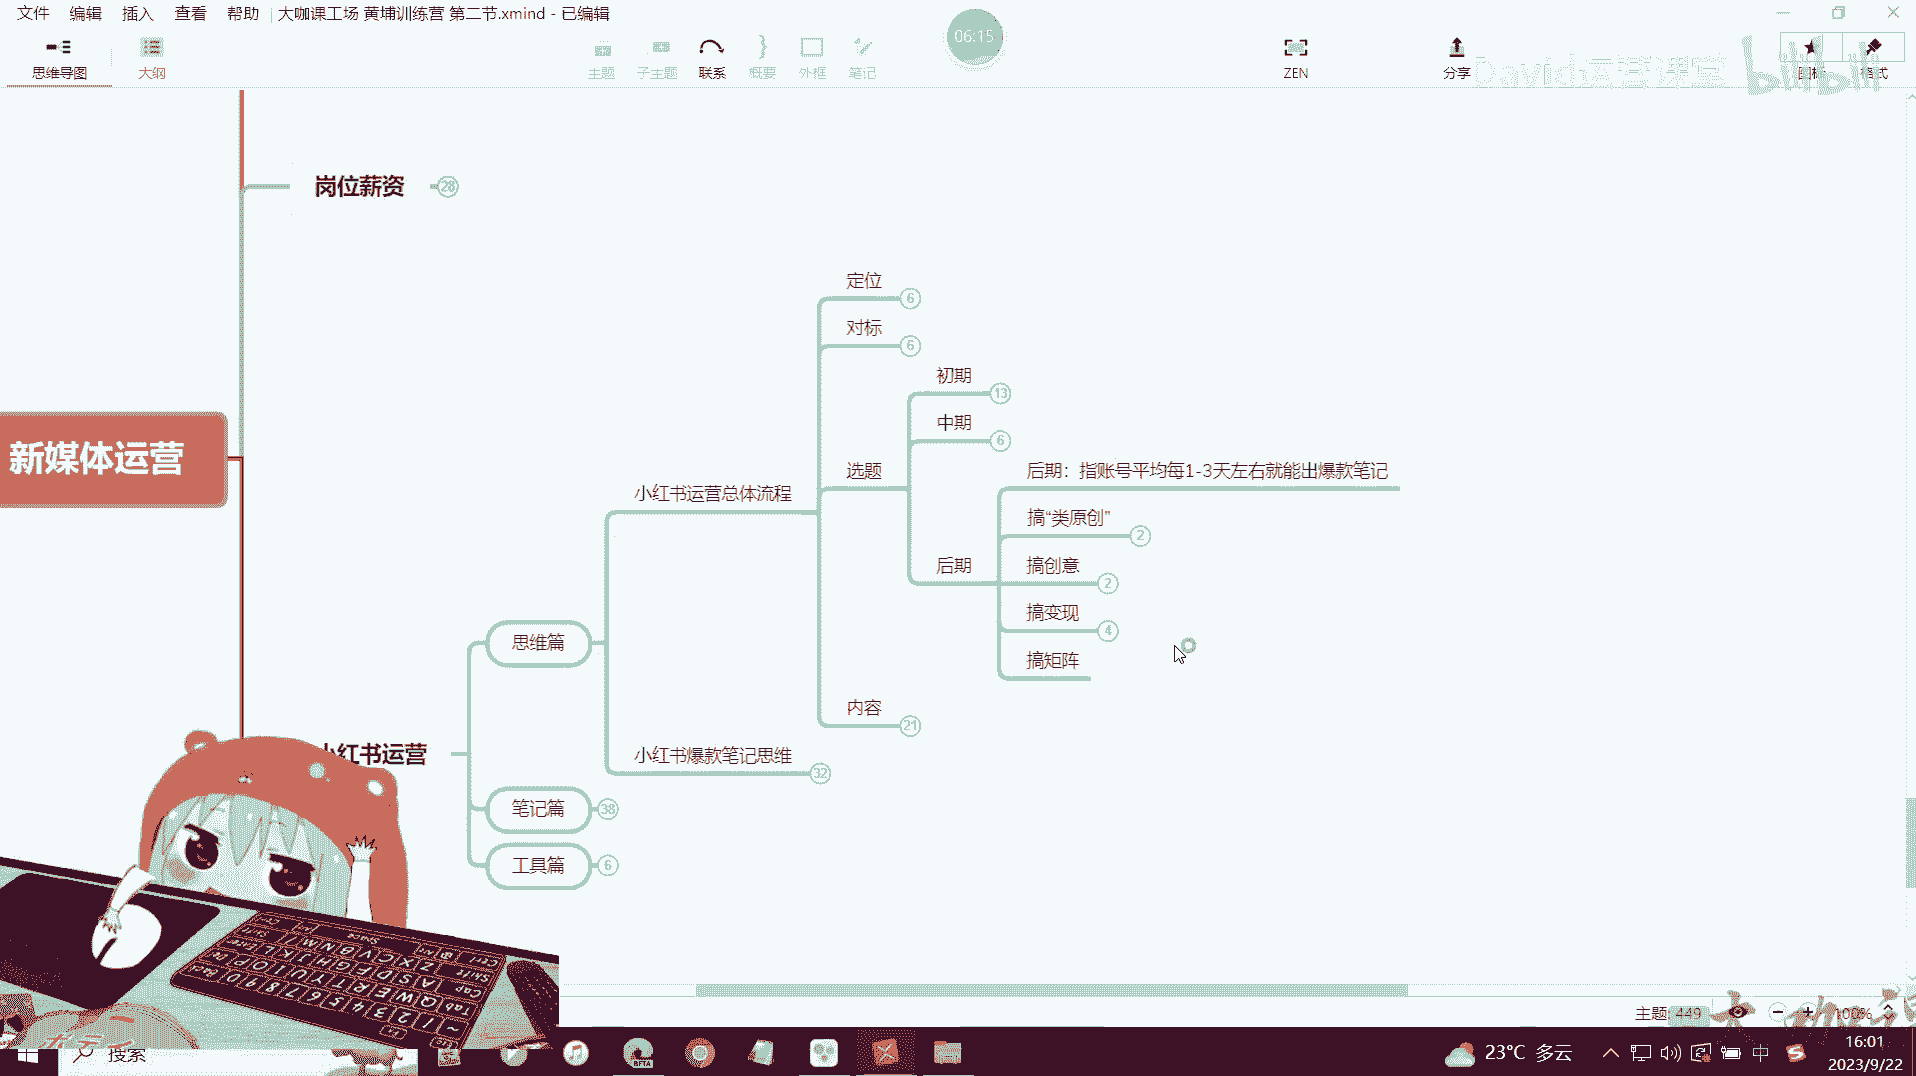 文件 编辑 插入 查看 帮助 大咖课工场 黄埔训练营 第二节.xmind - 已编辑
思维导图 大纲 主题 子主题 联系 概要 外框 笔记 06:15 ZEN 分享 图标 格式
David运营课堂 bilibili
岗位薪资 28
定位 6
对标 6
初期 13
中期 6
新媒体运营
选题
后期：指账号平均每1-3天左右就能出爆款笔记
小红书运营总体流程
搞“类原创” 2
后期
搞创意 2
搞变现 4
思维篇
搞矩阵
内容 21
小红书运营
小红书爆款笔记思维 32
笔记篇 38
工具篇 6
主题: 449 100%
搜索
23°C 多云 中
16:01
2023/9/22